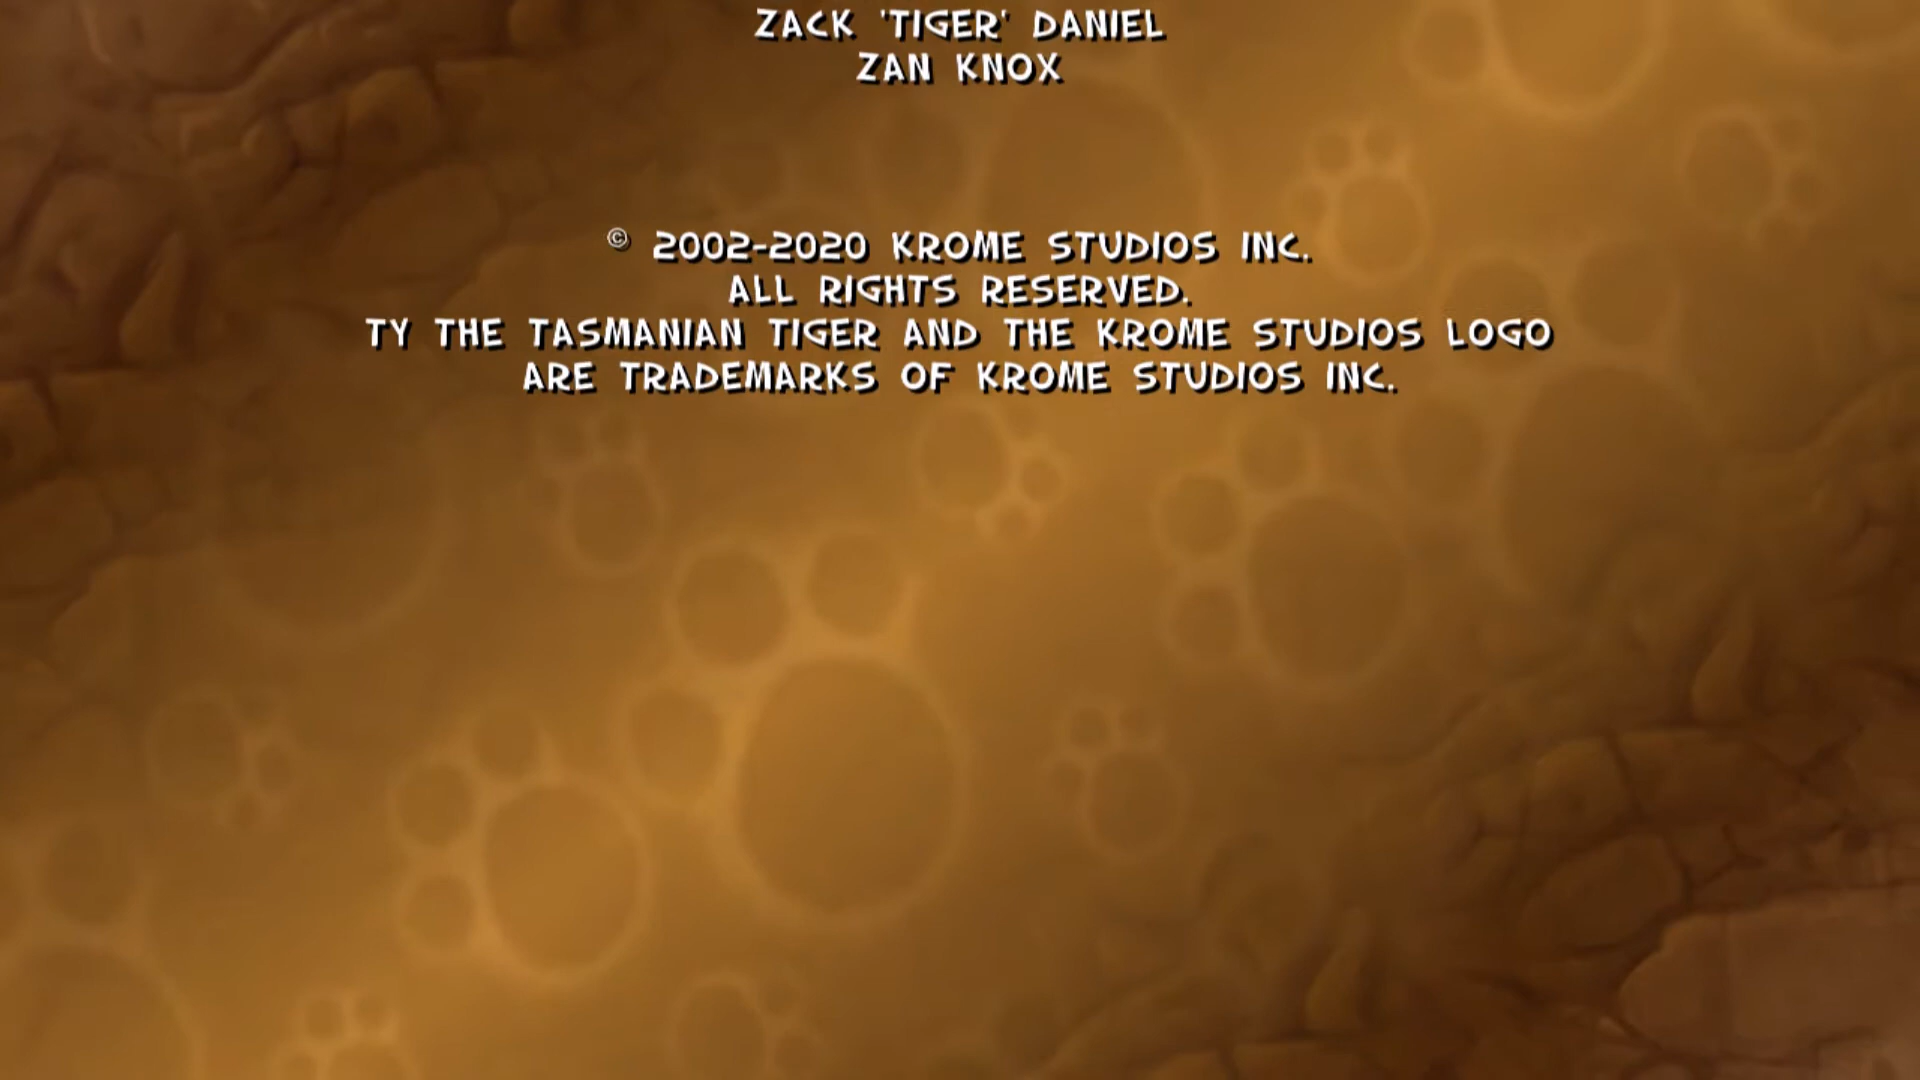 ZACK 'TIGER' DANIEL
ZAN KNOX
© 2002-2020 KROME STUDIOS INC.
ALL RIGHTS RESERVED.
TY THE TASMANIAN TIGER AND THE KROME STUDIOS LOGO
ARE TRADEMARKS OF KROME STUDIOS INC.